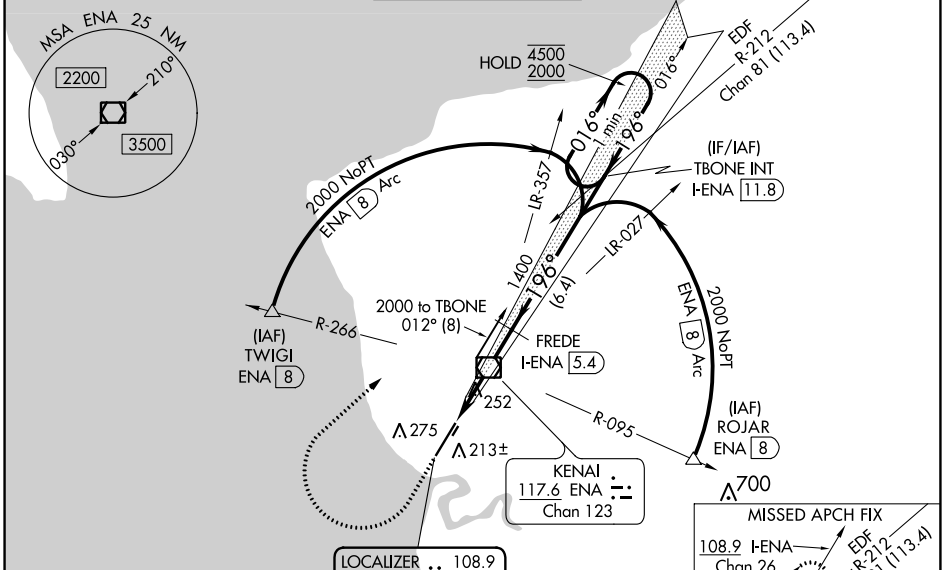 MSA ENA 25 NM
2200
210°
030°
3500
HOLD 4500
2000
016°
1 min
196°
016°
EDF
R-212
Chan 81 (113.4)
(IF/IAF)
TBONE INT
I-ENA 11.8
LR-357
LR-027
2000 NoPT
ENA 8 Arc
1400
196°
(6.4)
2000 to TBONE
012° (8)
FREDE
I-ENA 5.4
2000 NoPT
ENA 8 Arc
R-266
(IAF)
TWIGI
ENA 8
252
275
213±
R-095
(IAF)
ROJAR
ENA 8
700
KENAI
117.6 ENA
Chan 123
LOCALIZER 108.9
MISSED APCH FIX
108.9 I-ENA
Chan 26
EDF
R-212
81 (113.4)